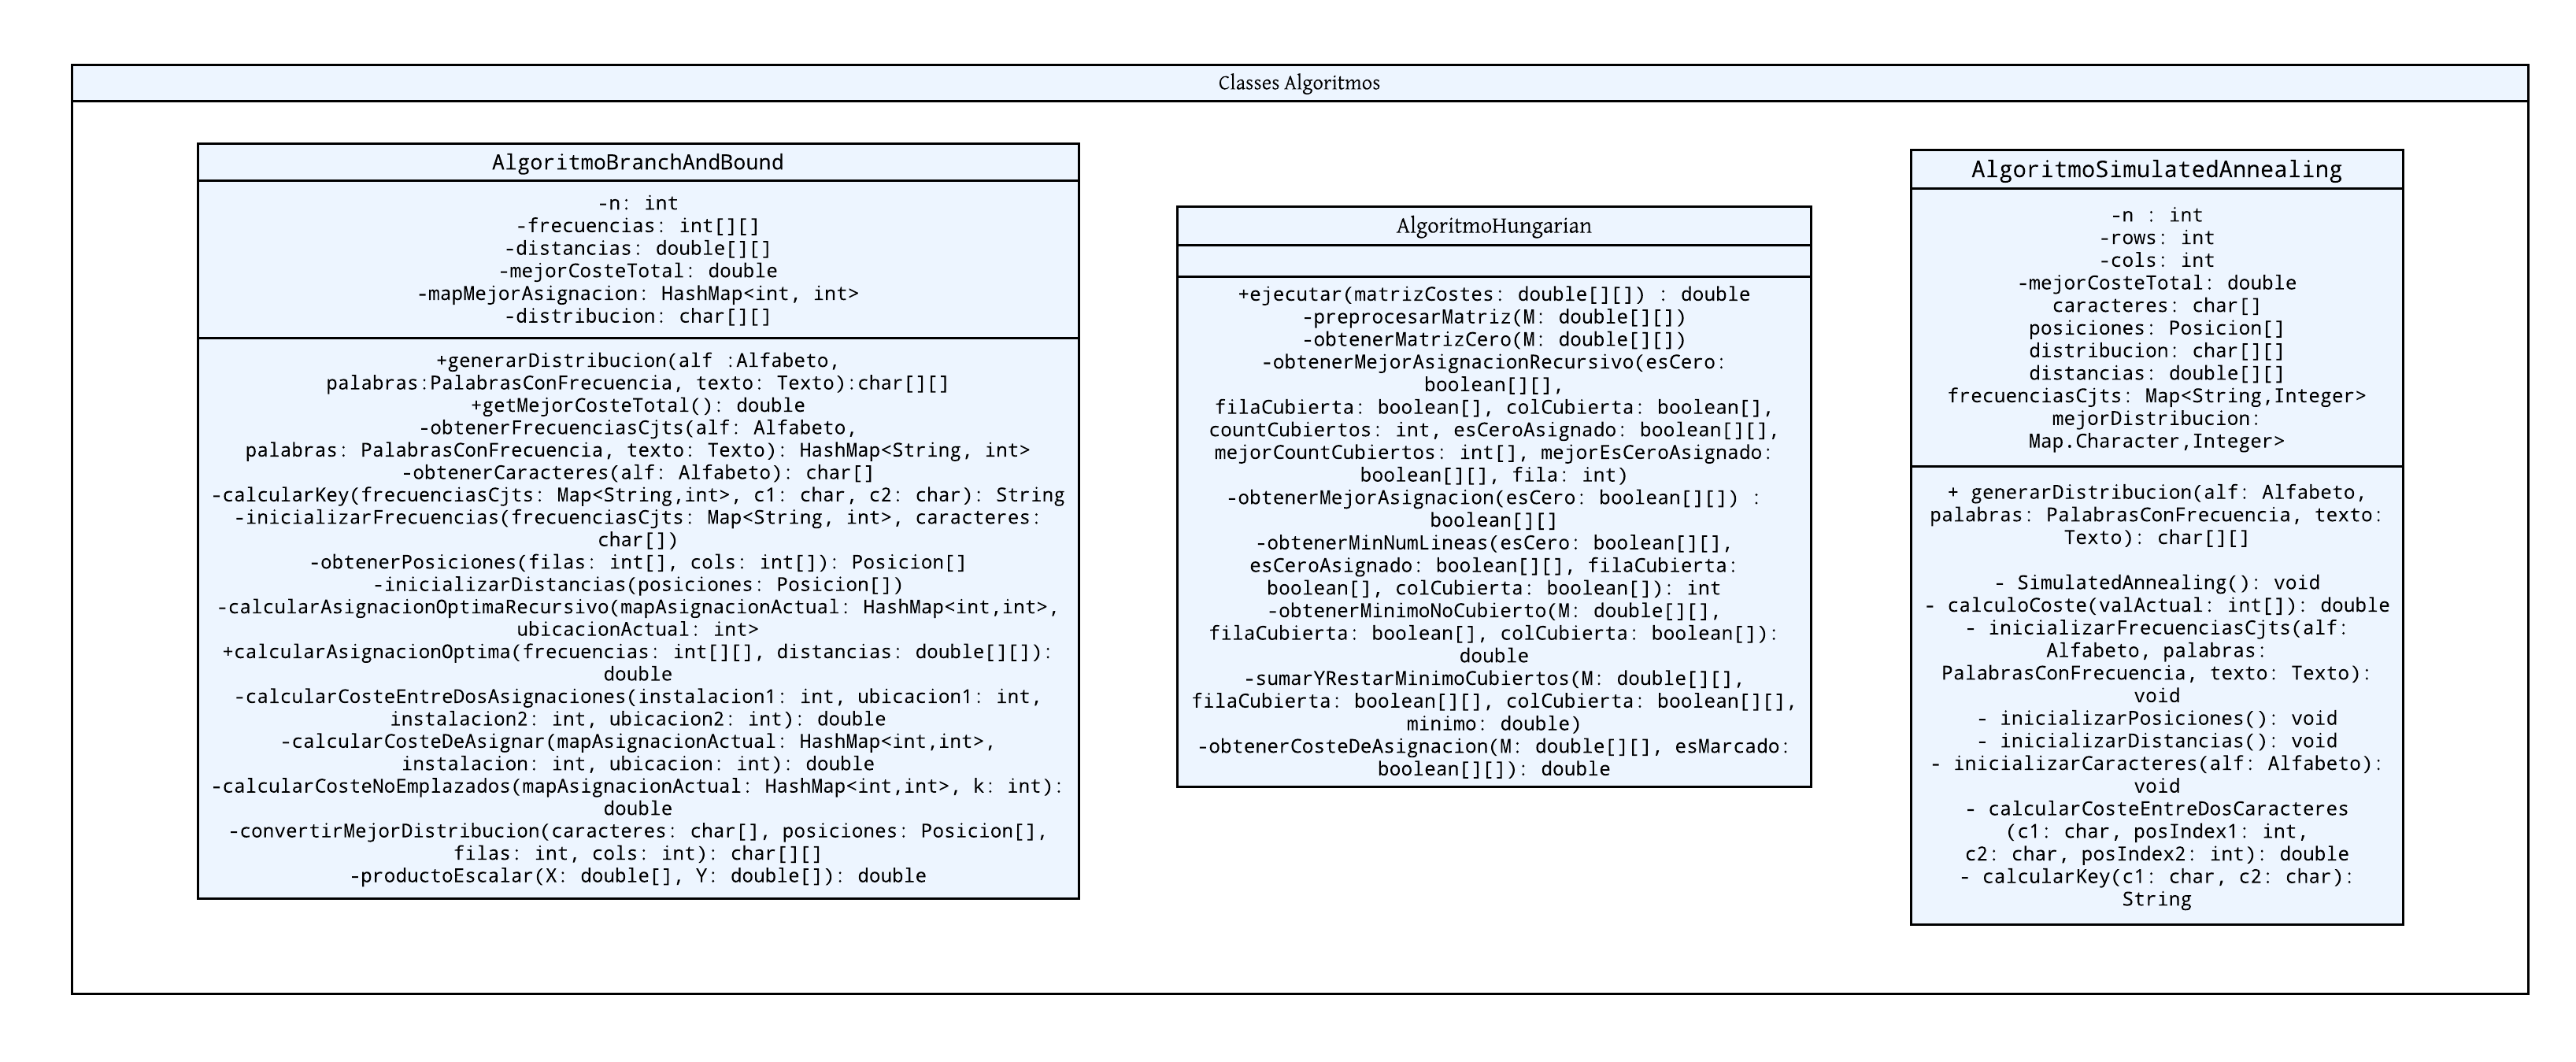 Classes Algoritmos
AlgoritmoBranchAndBound
-n: int
-frecuencias: int[][]
-distancias: double[][]
-mejorCosteTotal: double
-mapMejorAsignacion: HashMap<int, int>
-distribucion: char[][]
+generarDistribucion(alf :Alfabeto,
palabras:PalabrasConFrecuencia, texto: Texto):char[][]
+getMejorCosteTotal(): double
-obtenerFrecuenciasCjts(alf: Alfabeto,
palabras: PalabrasConFrecuencia, texto: Texto): HashMap<String, int>
-obtenerCaracteres(alf: Alfabeto): char[]
-calcularKey(frecuenciasCjts: Map<String,int>, c1: char, c2: char): String
-inicializarFrecuencias(frecuenciasCjts: Map<String, int>, caracteres:
char[])
-obtenerPosiciones(filas: int[], cols: int[]): Posicion[]
-inicializarDistancias(posiciones: Posicion[])
-calcularAsignacionOptimaRecursivo(mapAsignacionActual: HashMap<int,int>,
ubicacionActual: int>
+calcularAsignacionOptima(frecuencias: int[][], distancias: double[][]):
double
-calcularCosteEntreDosAsignaciones(instalacion1: int, ubicacion1: int,
instalacion2: int, ubicacion2: int): double
-calcularCosteDeAsignar(mapAsignacionActual: HashMap<int,int>,
instalacion: int, ubicacion: int): double
-calcularCosteNoEmplazados(mapAsignacionActual: HashMap<int,int>, k: int):
double
-convertirMejorDistribucion(caracteres: char[], posiciones: Posicion[],
filas: int, cols: int): char[][]
-productoEscalar(X: double[], Y: double[]): double
AlgoritmoHungarian
+ejecutar(matrizCostes: double[][]) : double
-preprocesarMatriz(M: double[][])
-obtenerMatrizCero(M: double[][])
-obtenerMejorAsignacionRecursivo(esCero:
boolean[][],
filaCubierta: boolean[], colCubierta: boolean[],
countCubiertos: int, esCeroAsignado: boolean[][],
mejorCountCubiertos: int[], mejorEsCeroAsignado:
boolean[][], fila: int)
-obtenerMejorAsignacion(esCero: boolean[][]) :
boolean[][]
-obtenerMinNumLineas(esCero: boolean[][],
esCeroAsignado: boolean[][], filaCubierta:
boolean[], colCubierta: boolean[]): int
-obtenerMinimoNoCubierto(M: double[][],
filaCubierta: boolean[], colCubierta: boolean[]):
double
-sumarYRestarMinimoCubiertos(M: double[][],
filaCubierta: boolean[][], colCubierta: boolean[][],
minimo: double)
-obtenerCosteDeAsignacion(M: double[][], esMarcado:
boolean[][]): double
AlgoritmoSimulatedAnnealing
-n : int
-rows: int
-cols: int
-mejorCosteTotal: double
caracteres: char[]
posiciones: Posicion[]
distribucion: char[][]
distancias: double[][]
frecuenciasCjts: Map<String,Integer>
mejorDistribucion:
Map.Character,Integer>
+ generarDistribucion(alf: Alfabeto,
palabras: PalabrasConFrecuencia, texto:
Texto): char[][]
- SimulatedAnnealing(): void
- calculoCoste(valActual: int[]): double
- inicializarFrecuenciasCjts(alf:
Alfabeto, palabras:
PalabrasConFrecuencia, texto: Texto):
void
- inicializarPosiciones(): void
- inicializarDistancias(): void
- inicializarCaracteres(alf: Alfabeto):
void
- calcularCosteEntreDosCaracteres
(c1: char, posIndex1: int,
c2: char, posIndex2: int): double
- calcularKey(c1: char, c2: char):
String